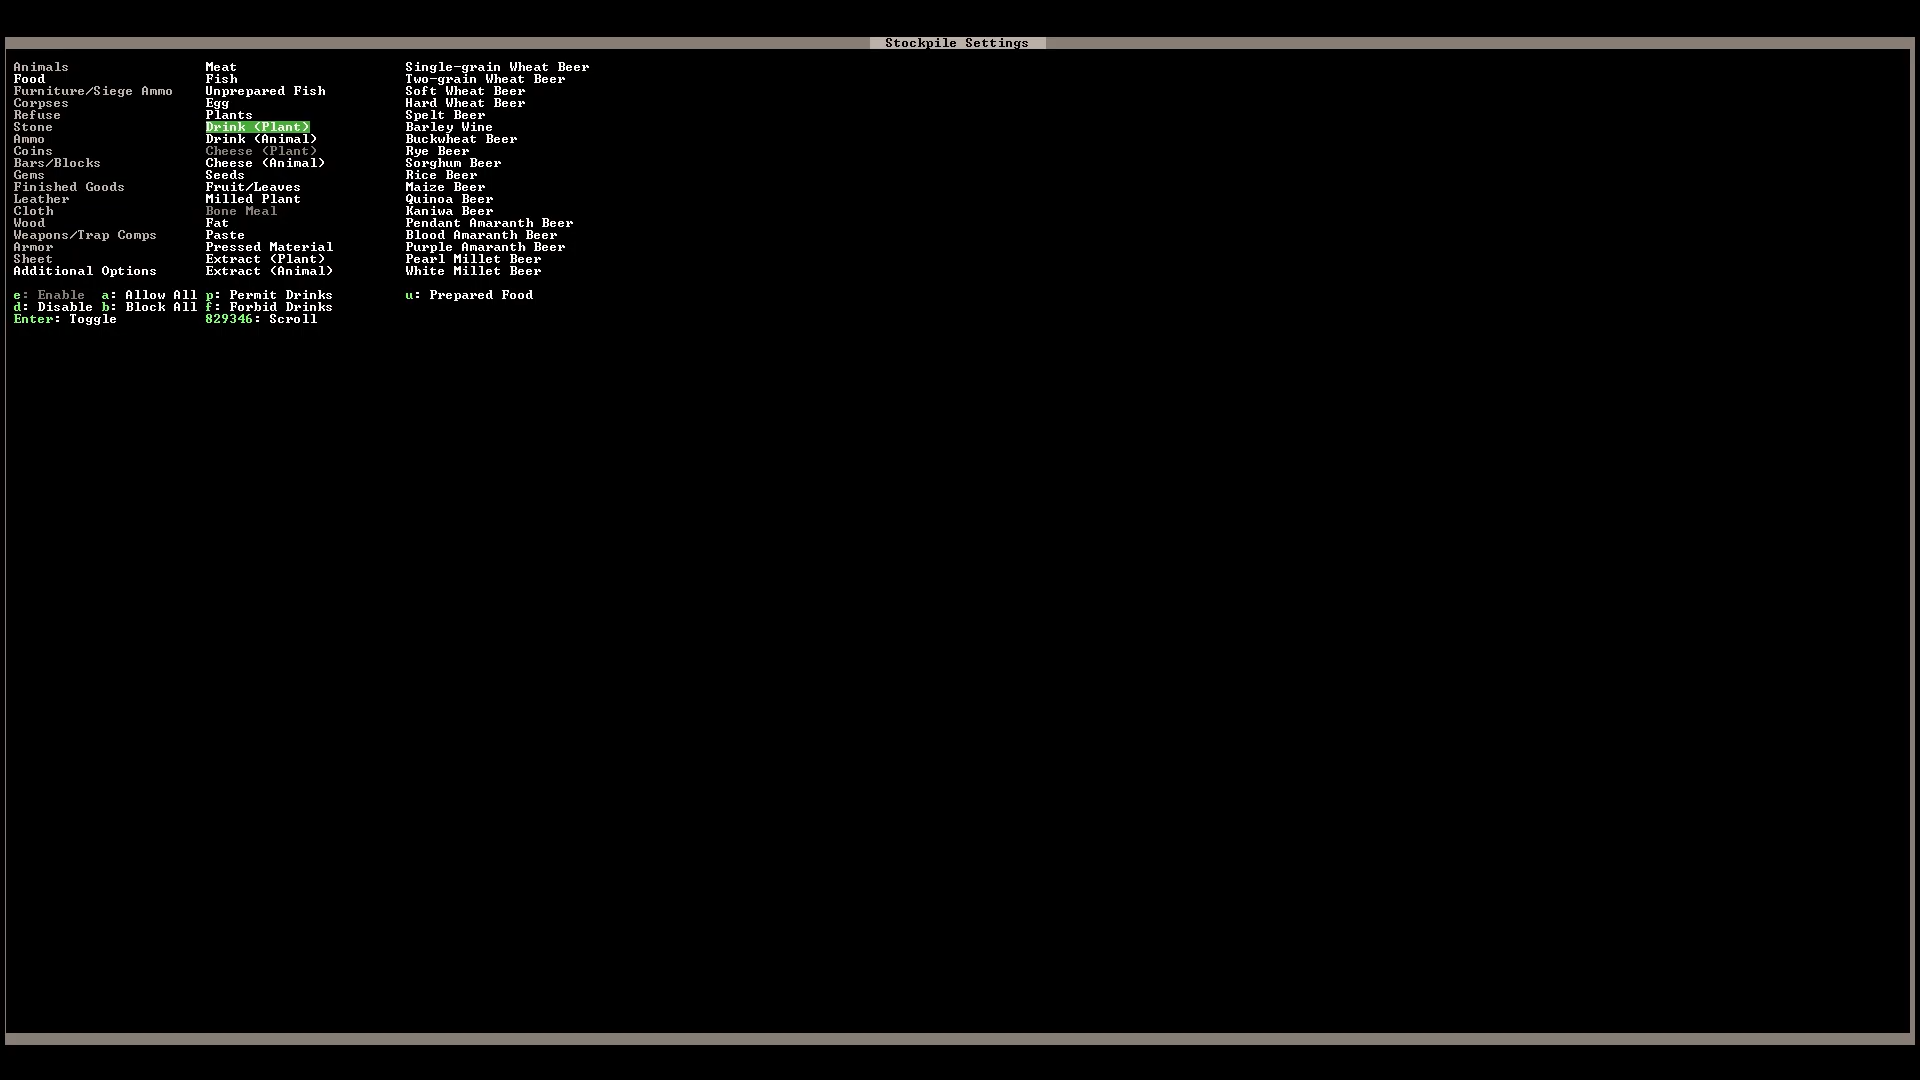 Stockpile Settings
Animals Meat Single-grain Wheat Beer
Food Fish Two-grain Wheat Beer
Furniture/Siege Ammo Unprepared Fish Soft Wheat Beer
Corpses Egg Hard Wheat Beer
Refuse Plants Spelt Beer
Stone Drink (Plant) Barley Wine
Ammo Drink (Animal) Buckwheat Beer
Coins Cheese (Plant) Rye Beer
Bars/Blocks Cheese (Animal) Sorghum Beer
Gems Seeds Rice Beer
Finished Goods Fruit/Leaves Maize Beer
Leather Milled Plant Quinoa Beer
Cloth Bone Meal Kaniwa Beer
Wood Fat Pendant Amaranth Beer
Weapons/Trap Comps Paste Blood Amaranth Beer
Armor Pressed Material Purple Amaranth Beer
Sheet Extract (Plant) Pearl Millet Beer
Additional Options Extract (Animal) White Millet Beer
e: Enable a: Allow All p: Permit Drinks u: Prepared Food
d: Disable b: Block All f: Forbid Drinks
Enter: Toggle 829346: Scroll